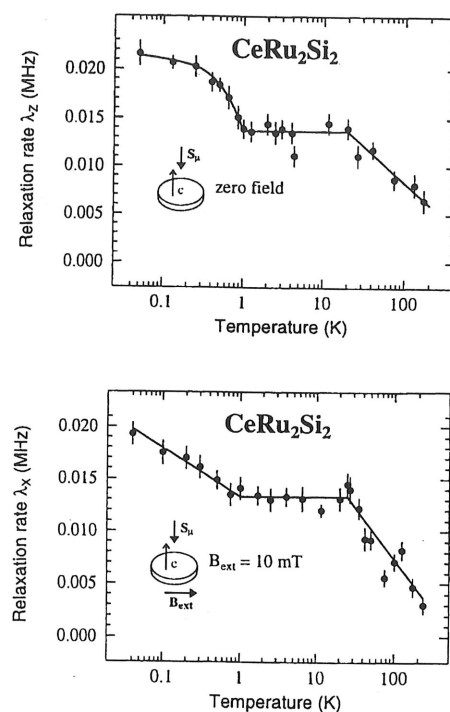 CeRu₂Si₂
Relaxation rate λz (MHz)
0.020
0.015
0.010
0.005
0.000
Sμ
c
zero field
0.1
1
10
100
Temperature (K)
CeRu₂Si₂
Relaxation rate λx (MHz)
0.020
0.015
0.010
0.005
0.000
Sμ
c
Bext = 10 mT
Bext
0.1
1
10
100
Temperature (K)